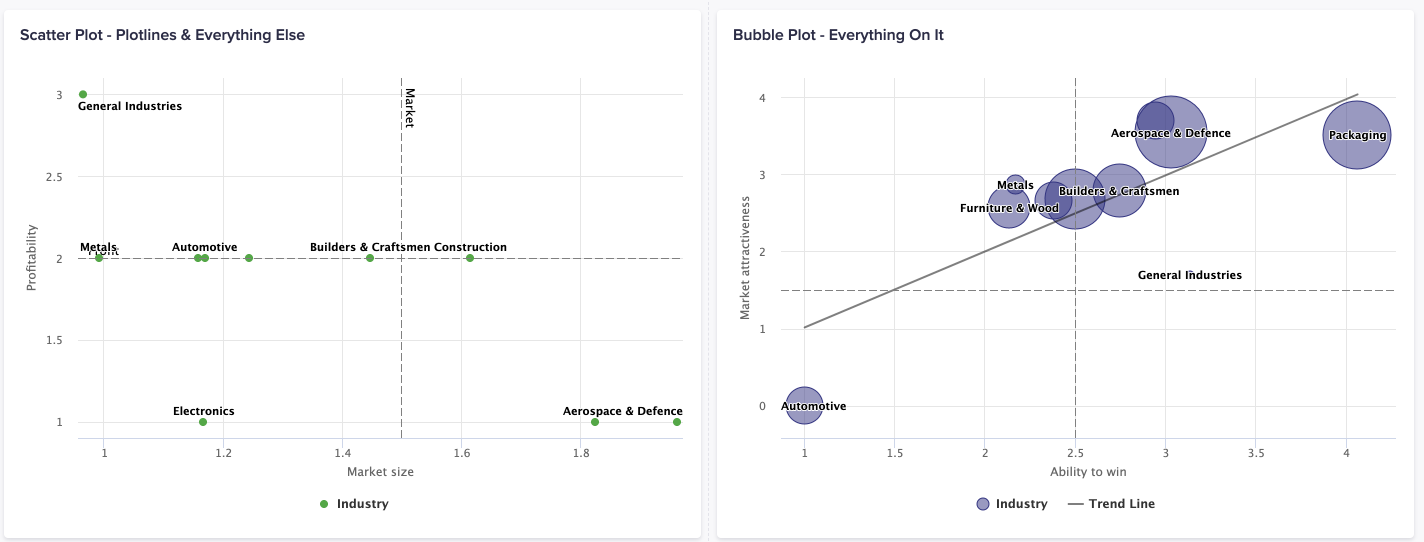 Scatter Plot - Plotlines & Everything Else
3
2.5
2
1.5
1
Profitability
General Industries
Market
Metals
Profit
Automotive
Builders & Craftsmen
Construction
Electronics
Aerospace & Defence
1
1.2
1.4
1.6
1.8
Market size
Industry
Bubble Plot - Everything On It
4
3
2
1
0
Market attractiveness
Aerospace & Defence
Packaging
Metals
Builders & Craftsmen
Furniture & Wood
General Industries
Automotive
1
1.5
2
2.5
3
3.5
4
Ability to win
Industry
Trend Line